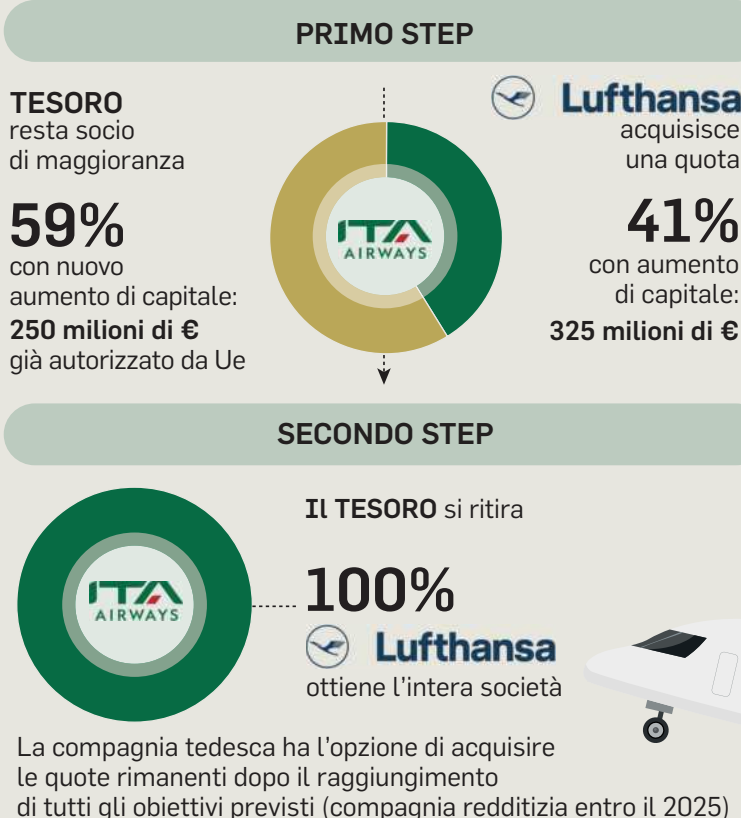 PRIMO STEP
TESORO
resta socio
di maggioranza
59%
con nuovo
aumento di capitale:
250 milioni di €
già autorizzato da Ue
ITA
AIRWAYS
Lufthansa
acquisisce
una quota
41%
con aumento
di capitale:
325 milioni di €
SECONDO STEP
ITA
AIRWAYS
Il TESORO si ritira
100%
Lufthansa
ottiene l'intera società
La compagnia tedesca ha l'opzione di acquisire
le quote rimanenti dopo il raggiungimento
di tutti gli obiettivi previsti (compagnia redditizia entro il 2025)